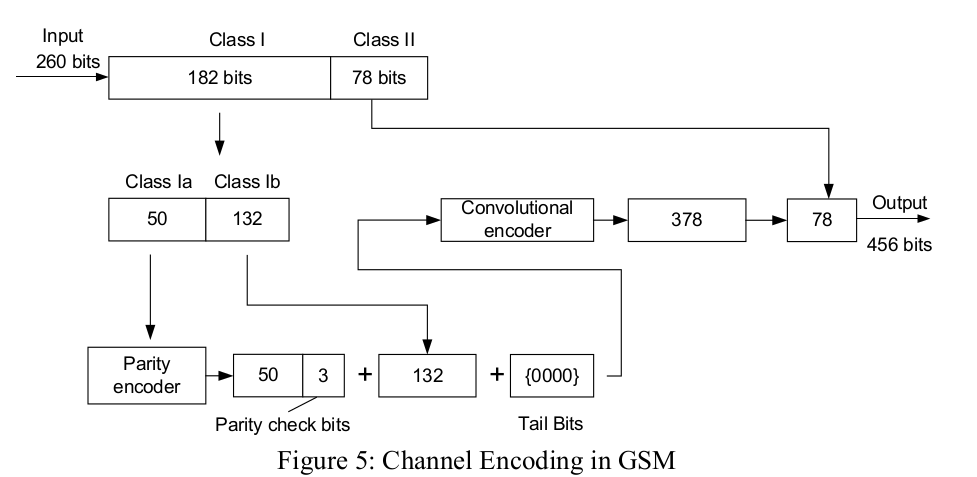 Input
Class I
Class II
260 bits
182 bits
78 bits
Class Ia
Class Ib
50
132
Convolutional
encoder
378
78
Output
456 bits
Parity
encoder
50
3
+
132
+
{0000}
Parity check bits
Tail Bits
Figure 5: Channel Encoding in GSM